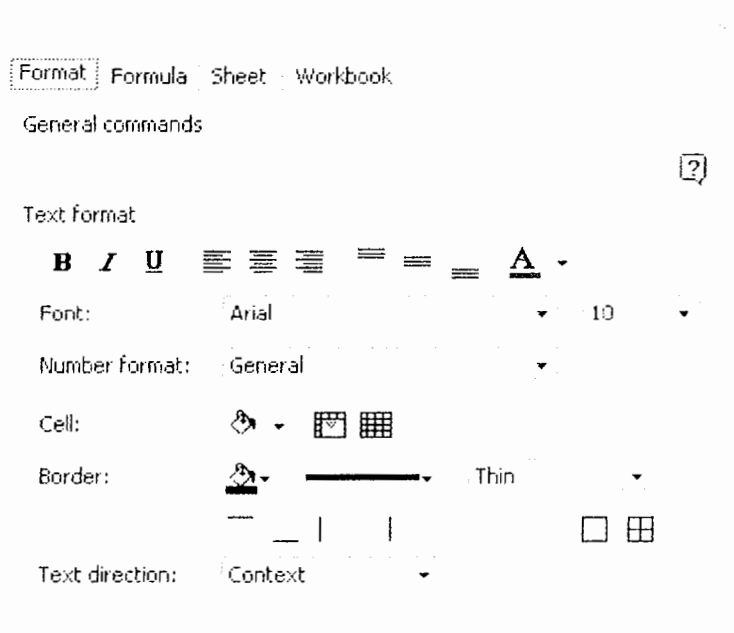 Format Formula Sheet Workbook
General commands
?
Text format
B I U A
Font: Arial 10
Number format: General
Cell:
Border: Thin
Text direction: Context